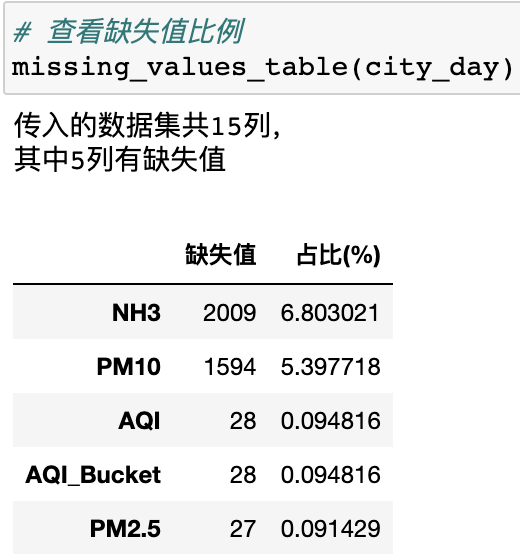 # 查看缺失值比例
missing_values_table(city_day)
传入的数据集共15列,
其中5列有缺失值
缺失值 占比(%)
NH3 2009 6.803021
PM10 1594 5.397718
AQI 28 0.094816
AQI_Bucket 28 0.094816
PM2.5 27 0.091429